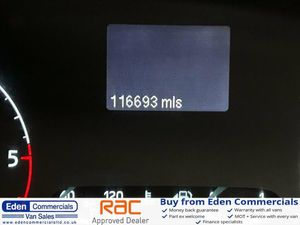 116693 mls
5
120
Eden Commercials
Van Sales
www.edencommercialsltd.co.uk
RAC
Approved Dealer
Buy from Eden Commercials
✓ Money back guarantee ✓ Warranty with all vans
✓ Part ex welcome ✓ MOT + Service with every van
✓ Finance specialists